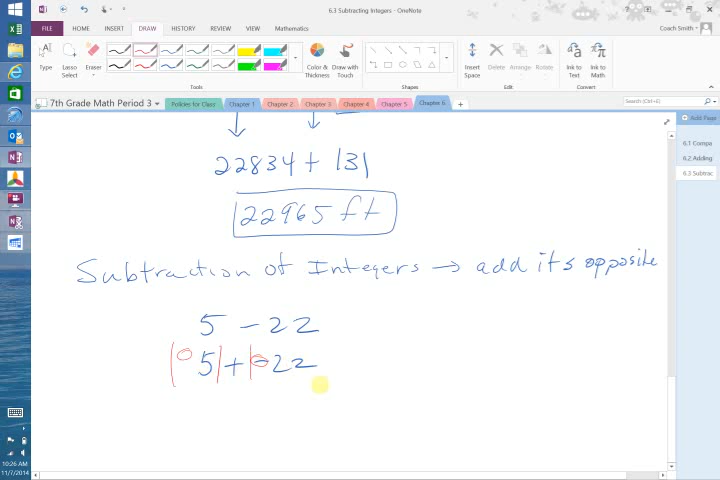 6.3 Subtracting Integers - OneNote
FILE HOME INSERT DRAW HISTORY REVIEW VIEW Mathematics
Coach Smith
Type Lasso Select Eraser
Color & Thickness Draw with Touch
Insert Space Delete Arrange Rotate
Ink to Text Ink to Math
Tools Shapes Edit Convert
7th Grade Math Period 3 Policies for Class Chapter 1 Chapter 2 Chapter 3 Chapter 4 Chapter 5 Chapter 6 +
Search (Ctrl+E)
Add Page
6.1 Compa
6.2 Adding
6.3 Subtrac
22834 + 131
22965 ft
Subtraction of Integers → add its opposite
5 - 22
|5| + |-22
10:26 AM
11/7/2014